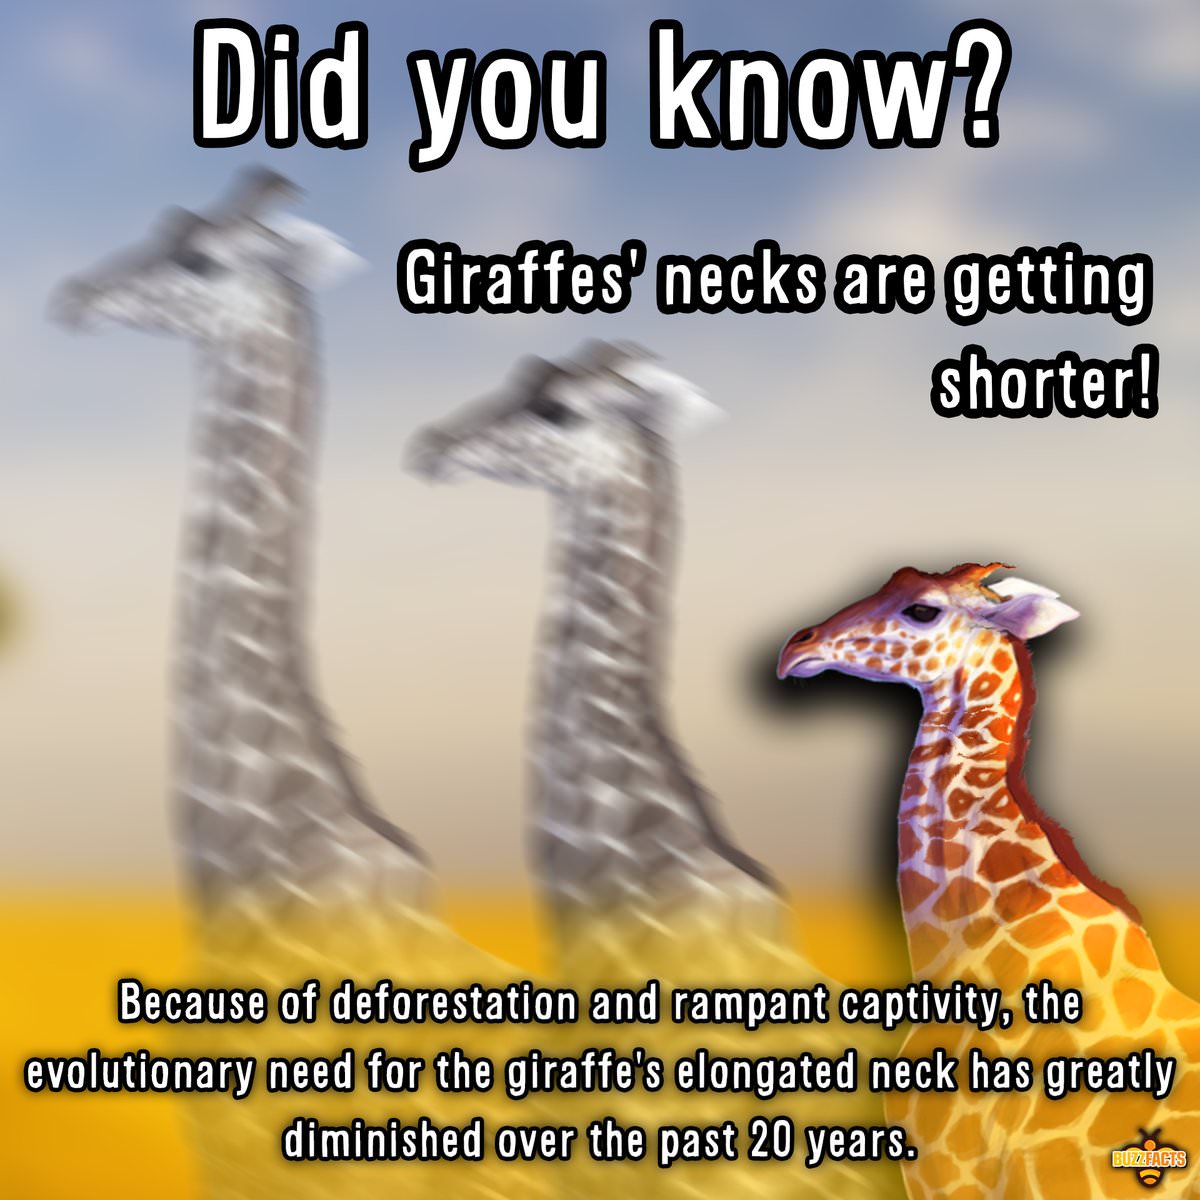 Did you know?
Giraffes' necks are getting
shorter!
Because of deforestation and rampant captivity, the
evolutionary need for the giraffe's elongated neck has greatly
diminished over the past 20 years.
BUZZFACTS